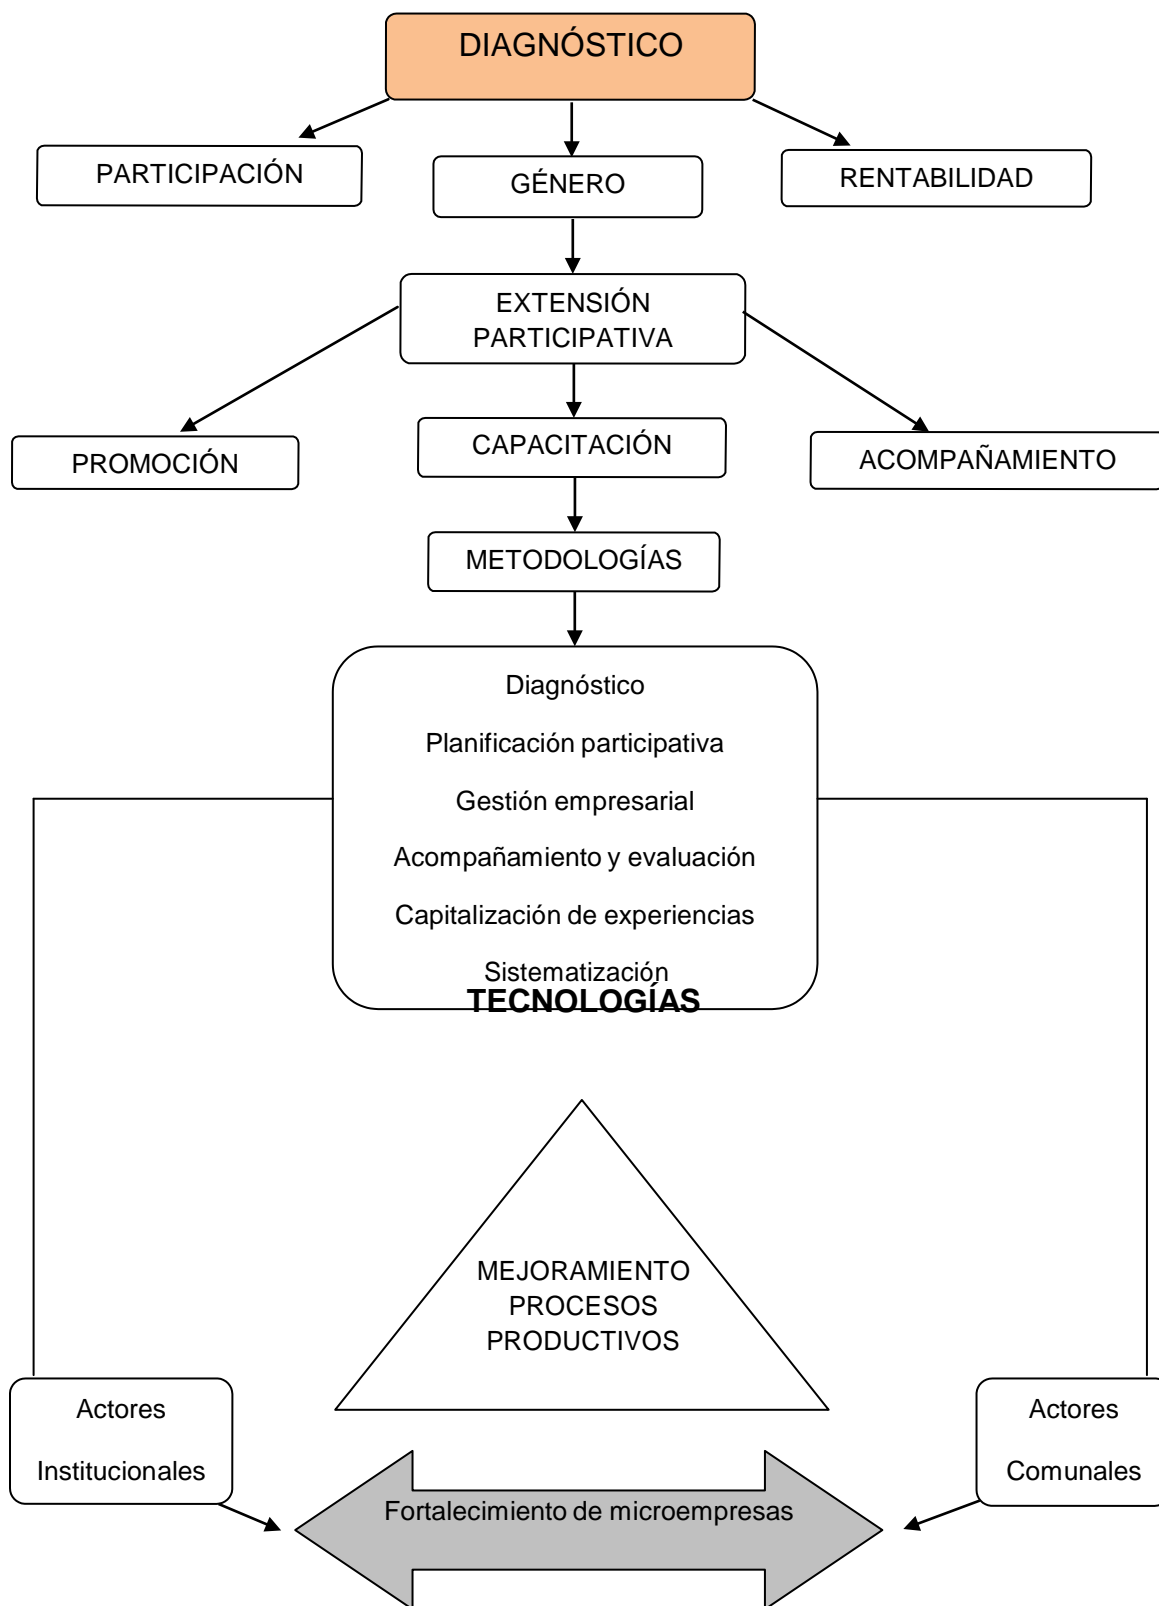 DIAGNÓSTICO
PARTICIPACIÓN
GÉNERO
RENTABILIDAD
EXTENSIÓN
PARTICIPATIVA
PROMOCIÓN
CAPACITACIÓN
ACOMPAÑAMIENTO
METODOLOGÍAS
Diagnóstico
Planificación participativa
Gestión empresarial
Acompañamiento y evaluación
Capitalización de experiencias
Sistematización
TECNOLOGÍAS
MEJORAMIENTO
PROCESOS
PRODUCTIVOS
Actores
Institucionales
Actores
Comunales
Fortalecimiento de microempresas